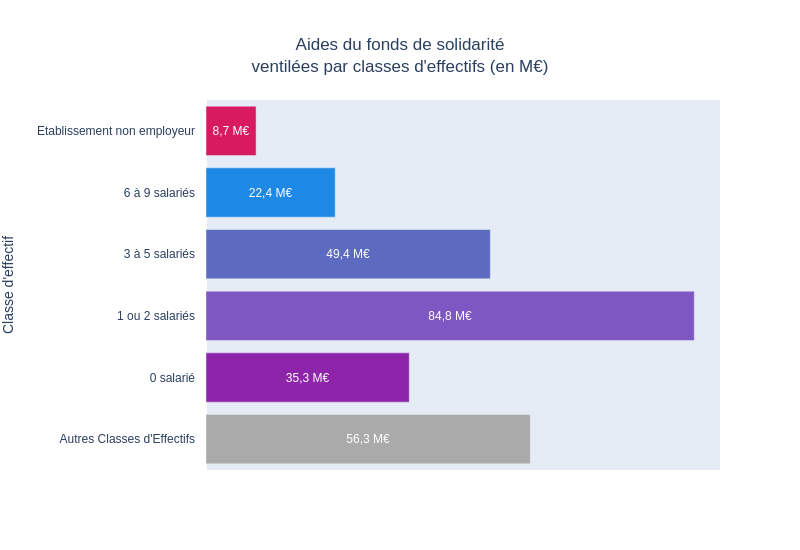 Aides du fonds de solidarité
ventilées par classes d'effectifs (en M€)
Classe d'effectif
Etablissement non employeur
8,7 M€
6 à 9 salariés
22,4 M€
3 à 5 salariés
49,4 M€
1 ou 2 salariés
84,8 M€
0 salarié
35,3 M€
Autres Classes d'Effectifs
56,3 M€